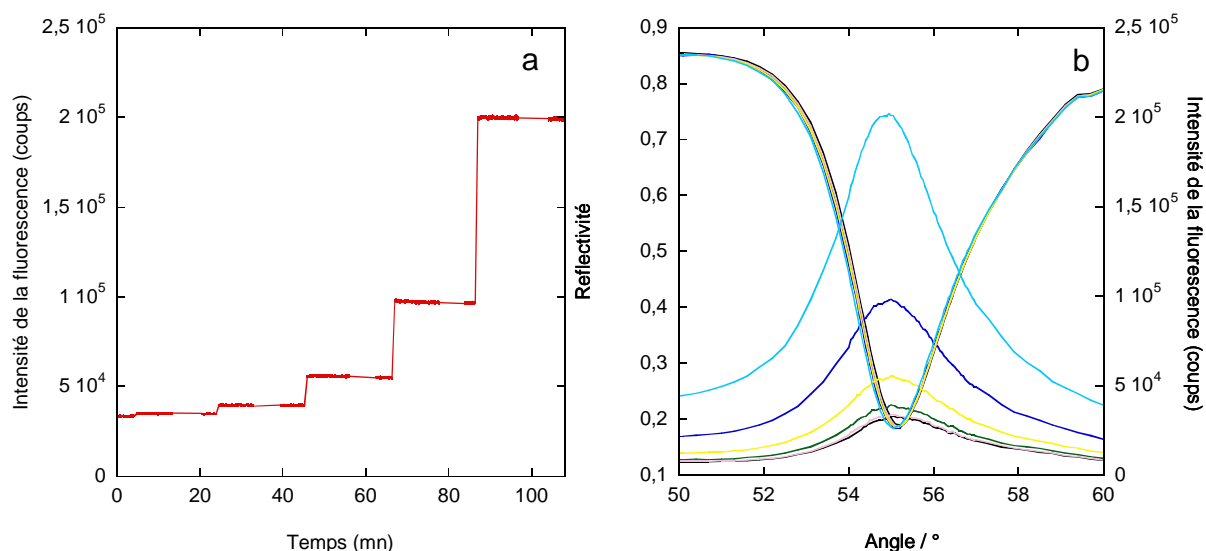 a
2,5 10⁵
2 10⁵
1,5 10⁵
1 10⁵
5 10⁴
0
0 20 40 60 80 100
Temps (mn)
Intensité de la fluorescence (coups)
b
0,9
0,8
0,7
0,6
0,5
0,4
0,3
0,2
0,1
50 52 54 56 58 60
Angle / °
Reflectivité
2,5 10⁵
2 10⁵
1,5 10⁵
1 10⁵
5 10⁴
0
Intensité de la fluorescence (coups)